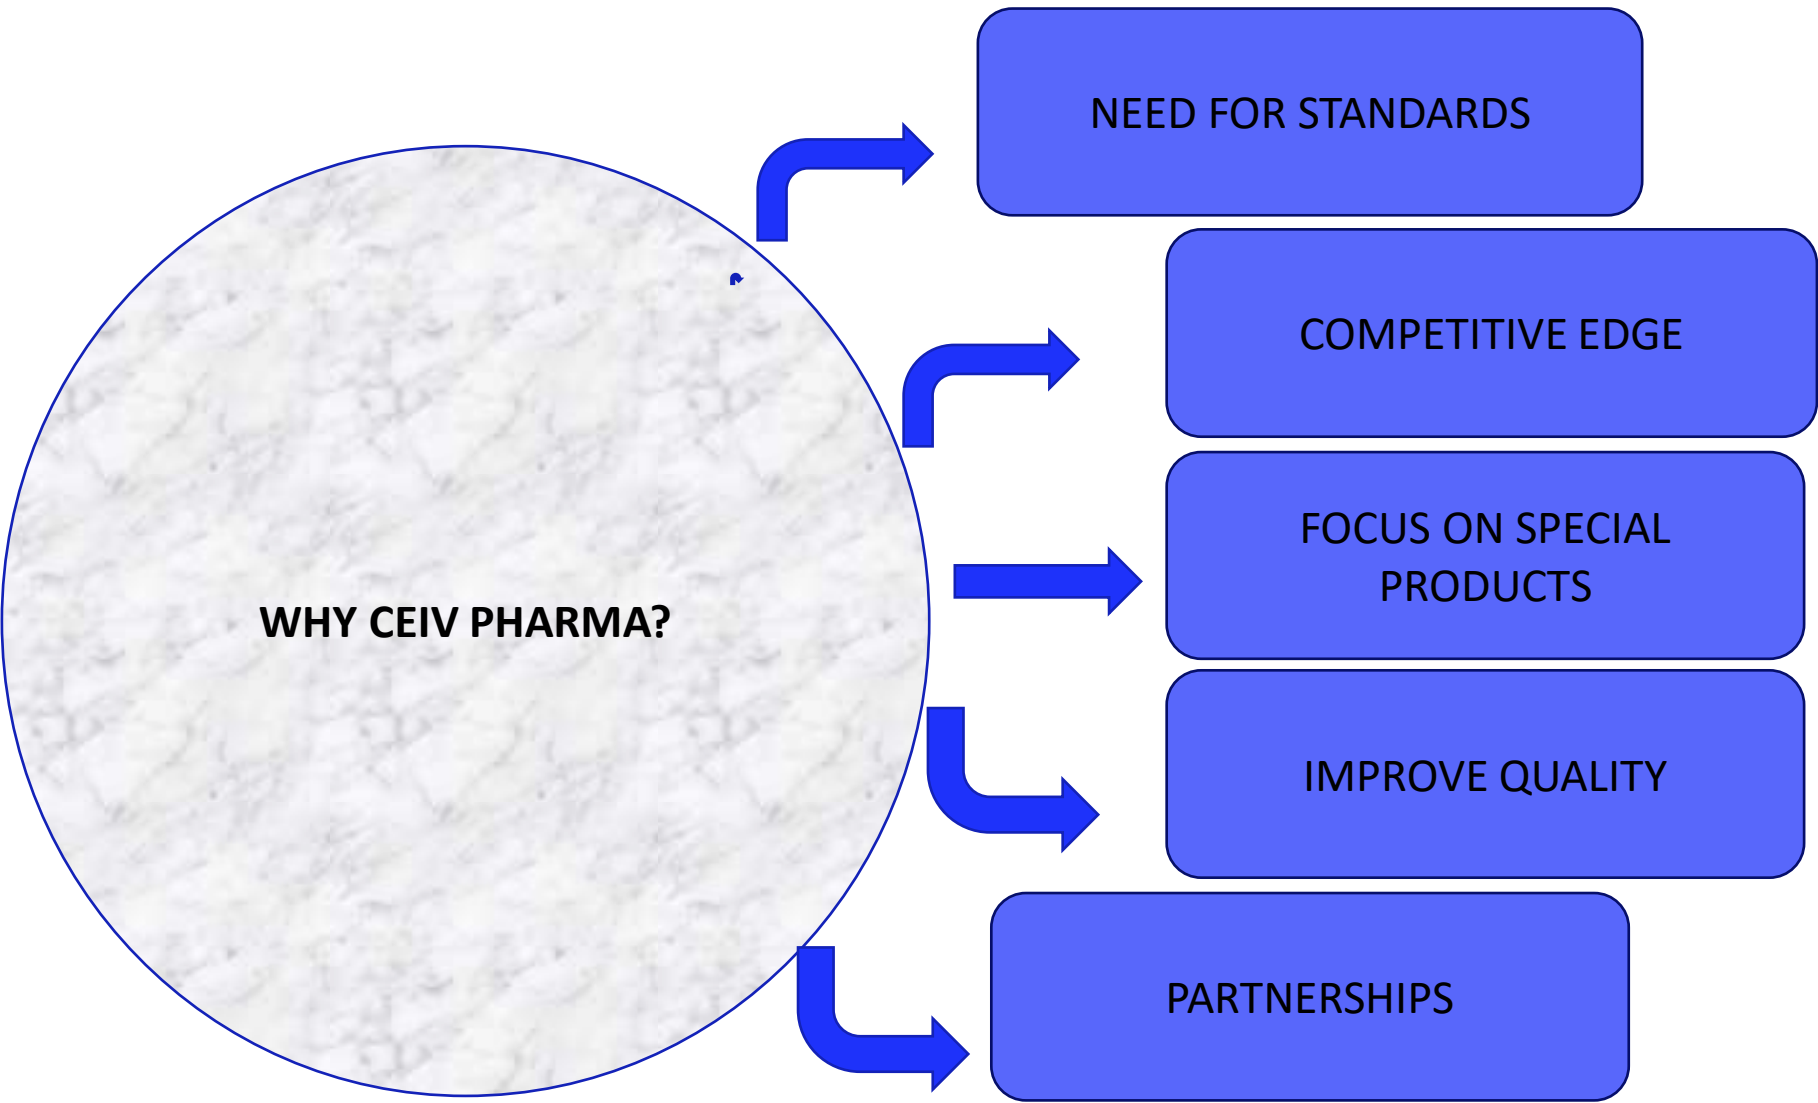 NEED FOR STANDARDS
COMPETITIVE EDGE
FOCUS ON SPECIAL
PRODUCTS
WHY CEIV PHARMA?
IMPROVE QUALITY
PARTNERSHIPS